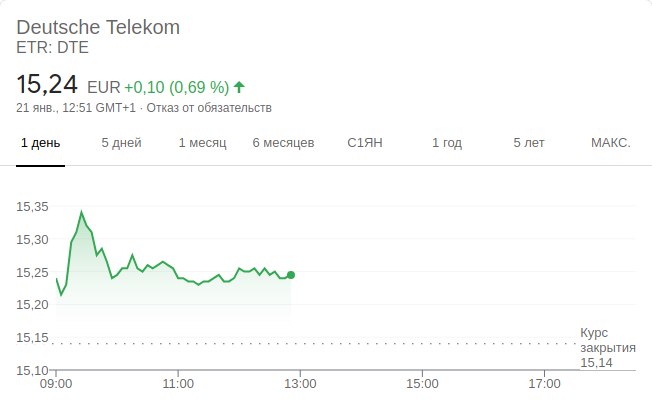 Deutsche Telekom
ETR: DTE
15,24 EUR +0,10 (0,69 %)
21 янв., 12:51 GMT+1 · Отказ от обязательств
1 день 5 дней 1 месяц 6 месяцев С1ЯН 1 год 5 лет МАКС.
15,35
15,30
15,25
15,20
15,15
15,10
Курс
закрытия
15,14
09:00 11:00 13:00 15:00 17:00